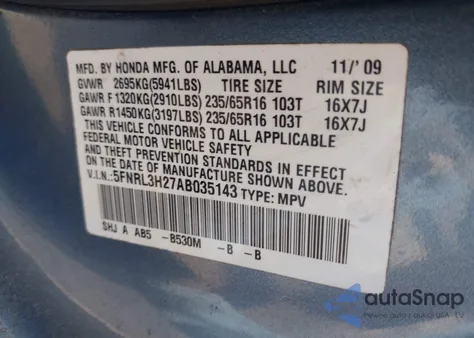 MFD. BY HONDA MFG. OF ALABAMA, LLC 11/' 09
GVWR 2695KG(5941LBS) TIRE SIZE RIM SIZE
GAWR F 1320KG(2910LBS) 235/65R16 103T 16X7J
GAWR R 1450KG(3197LBS) 235/65R16 103T 16X7J
THIS VEHICLE CONFORMS TO ALL APPLICABLE
FEDERAL MOTOR VEHICLE SAFETY
AND THEFT PREVENTION STANDARDS IN EFFECT
ON THE DATE OF MANUFACTURE SHOWN ABOVE.
V.I.N.:5FNRL3H27AB035143 TYPE: MPV
SHJ A AB5 -B530M -B -B
autoSnap